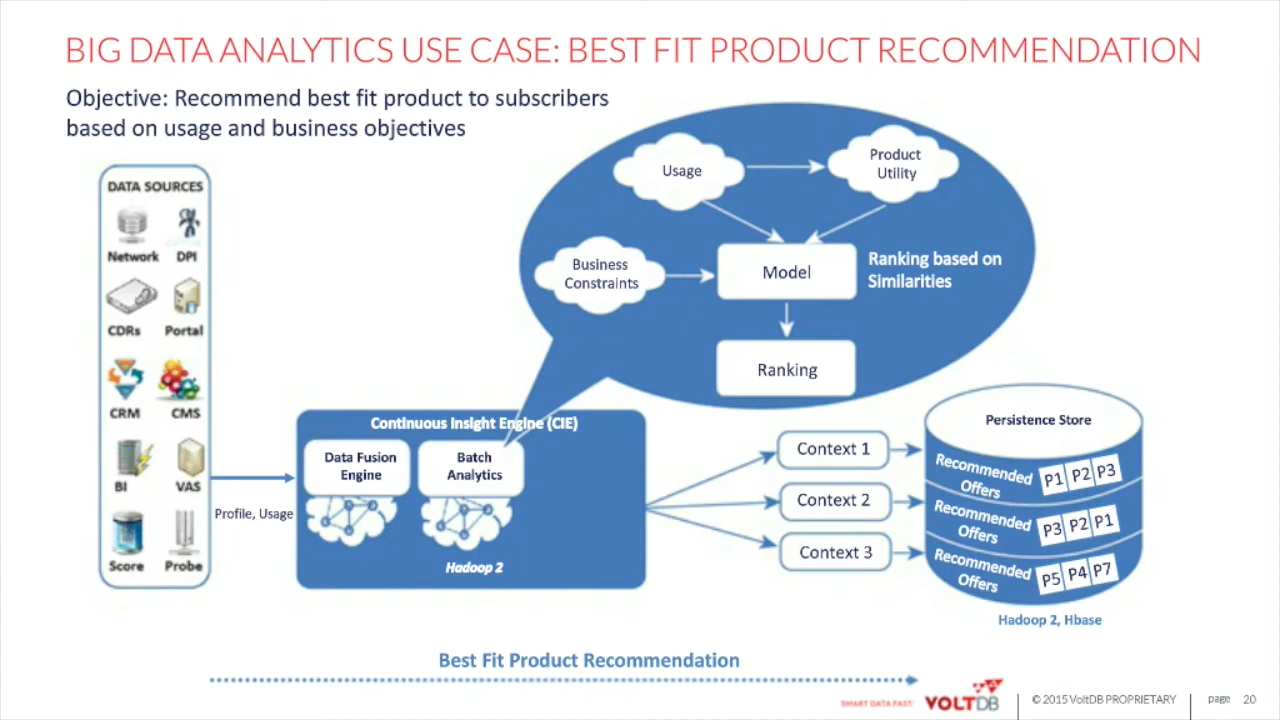 BIG DATA ANALYTICS USE CASE: BEST FIT PRODUCT RECOMMENDATION
Objective: Recommend best fit product to subscribers
based on usage and business objectives
DATA SOURCES
Network DPI
CDRs Portal
CRM CMS
BI VAS
Score Probe
Profile, Usage
Usage
Product
Utility
Business
Constraints
Model
Ranking based on
Similarities
Ranking
Continuous Insight Engine (CIE)
Data Fusion
Engine
Batch
Analytics
Hadoop 2
Context 1
Context 2
Context 3
Persistence Store
Recommended
Offers
P1 P2 P3
Recommended
Offers
P3 P2 P1
Recommended
Offers
P5 P4 P7
Hadoop 2, Hbase
Best Fit Product Recommendation
SMART DATA FAST.
VOLTDB
© 2015 VoltDB PROPRIETARY
page 20